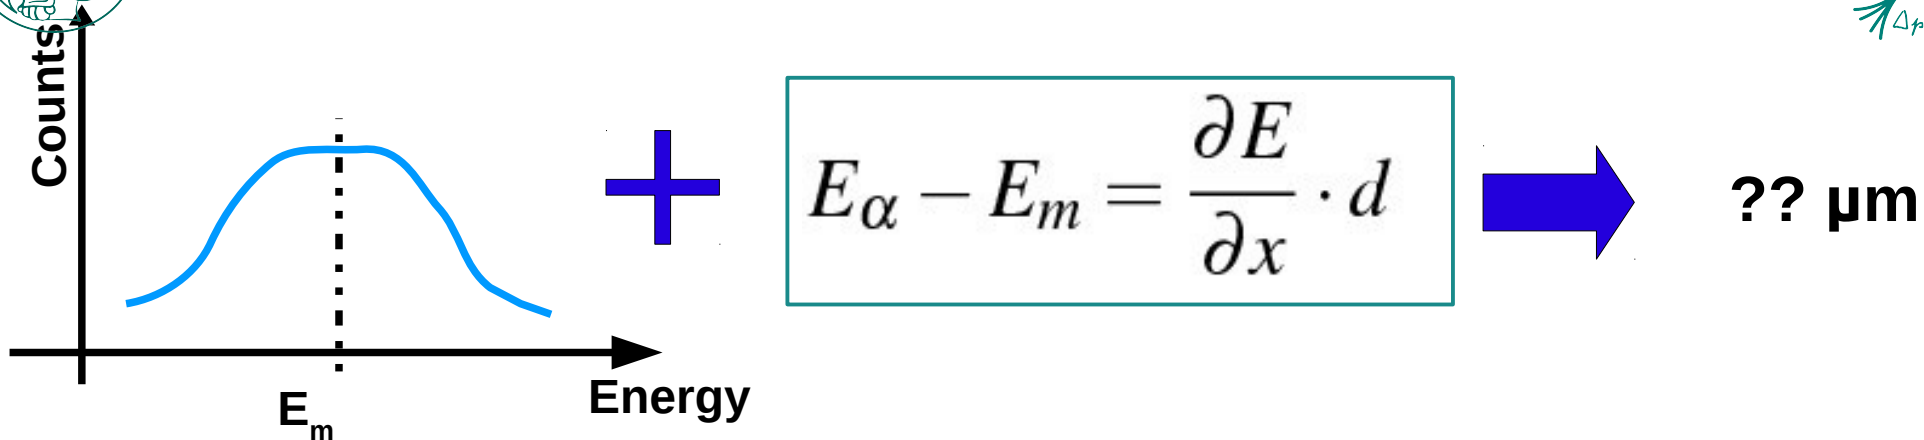 Counts
E_α − E_m = ∂E/∂x · d
?? µm
Energy
E_m